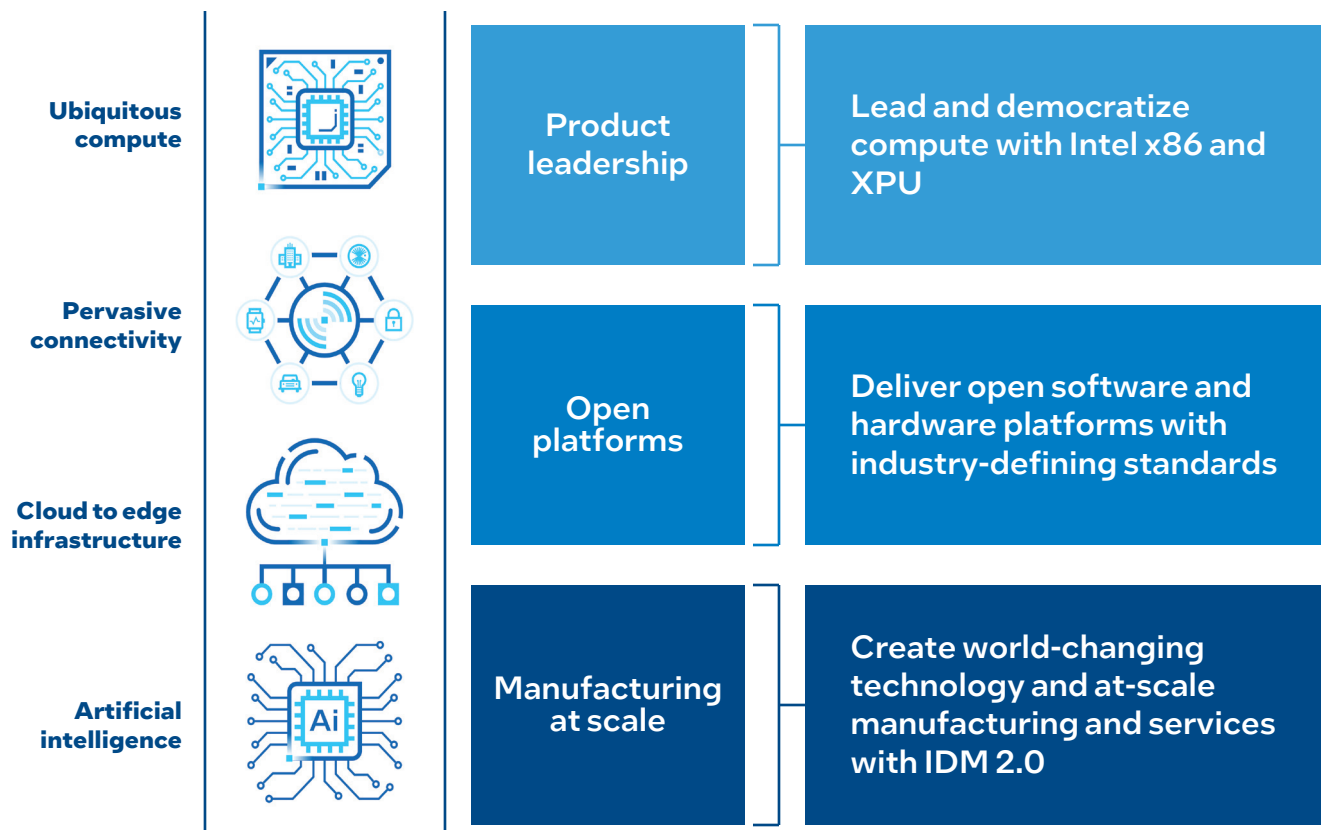 Ubiquitous
compute
Pervasive
connectivity
Cloud to edge
infrastructure
Artificial
intelligence
Ai
Product
leadership
Lead and democratize
compute with Intel x86 and
XPU
Open
platforms
Deliver open software and
hardware platforms with
industry-defining standards
Manufacturing
at scale
Create world-changing
technology and at-scale
manufacturing and services
with IDM 2.0